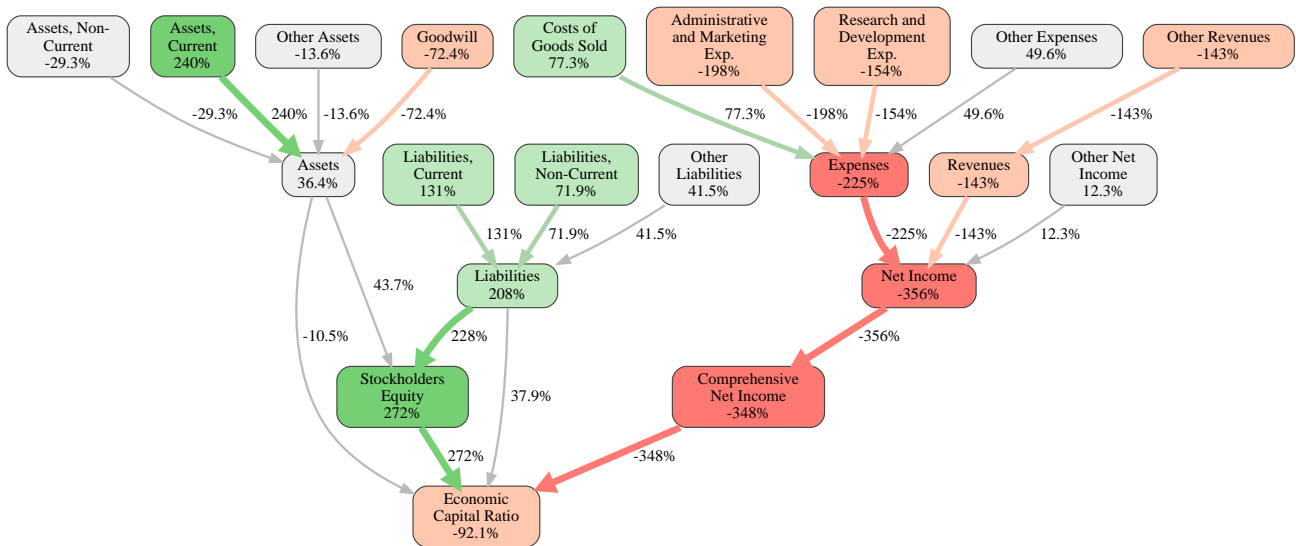 Assets, Non-
Current
-29.3%
Assets,
Current
240%
Other Assets
-13.6%
Goodwill
-72.4%
Costs of
Goods Sold
77.3%
Administrative
and Marketing
Exp.
-198%
Research and
Development
Exp.
-154%
Other Expenses
49.6%
Other Revenues
-143%
-29.3%
240%
-13.6%
-72.4%
77.3%
-198%
-154%
49.6%
-143%
Assets
36.4%
Liabilities,
Current
131%
Liabilities,
Non-Current
71.9%
Other
Liabilities
41.5%
Expenses
-225%
Revenues
-143%
Other Net
Income
12.3%
131%
71.9%
41.5%
-225%
-143%
12.3%
Liabilities
208%
Net Income
-356%
43.7%
-10.5%
228%
37.9%
-356%
Stockholders
Equity
272%
Comprehensive
Net Income
-348%
272%
-348%
Economic
Capital Ratio
-92.1%